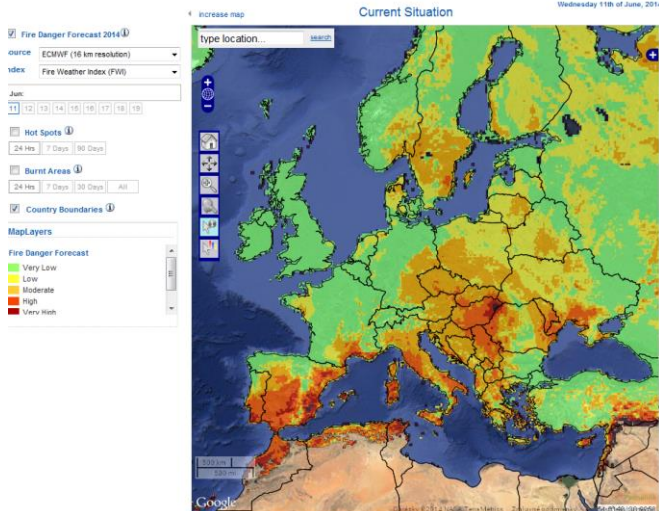 increase map
Current Situation
Wednesday 11th of June, 201
Fire Danger Forecast 2014
ource ECMWF (16 km resolution)
ndex Fire Weather Index (FWI)
Jun:
11 12 13 14 15 16 17 18 19
Hot Spots
24 Hrs 7 Days 90 Days
Burnt Areas
24 Hrs 7 Days 30 Days All
Country Boundaries
MapLayers
Fire Danger Forecast
Very Low
Low
Moderate
High
Very High
type location... search
500 km
Google